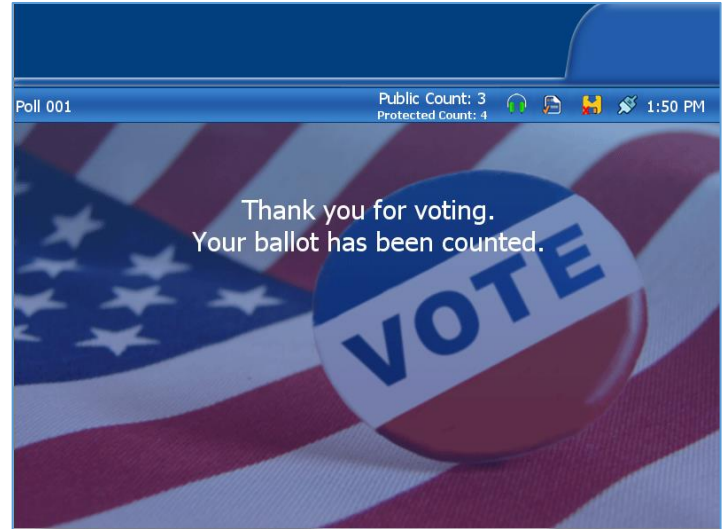 Poll 001
Public Count: 3
Protected Count: 4
1:50 PM
Thank you for voting.
Your ballot has been counted.
VOTE